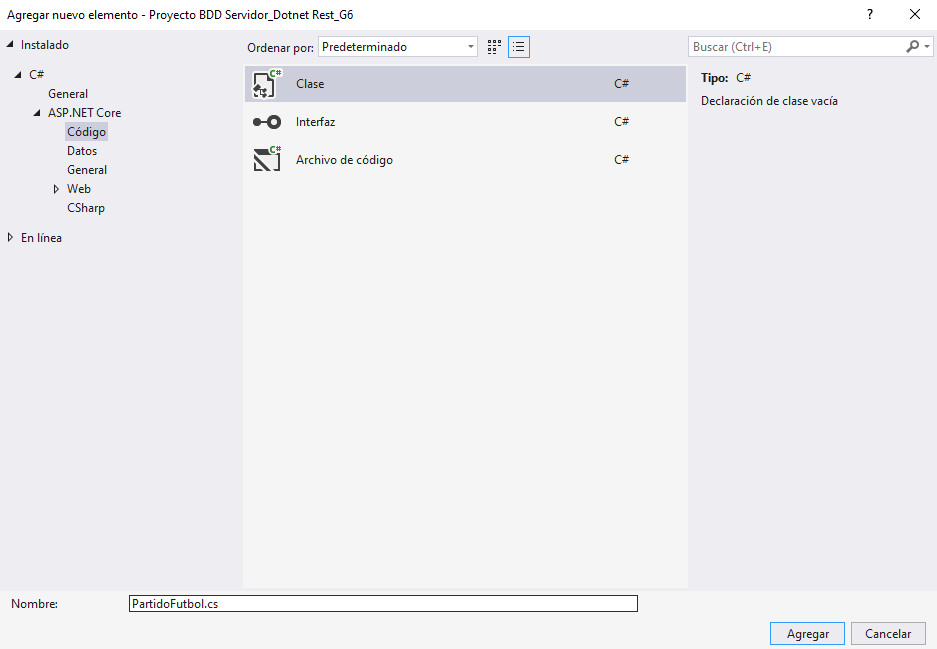 Agregar nuevo elemento - Proyecto BDD Servidor_Dotnet Rest_G6
?
Instalado
C#
General
ASP.NET Core
Código
Datos
General
Web
CSharp
En línea
Ordenar por: Predeterminado
Clase C#
Interfaz C#
Archivo de código C#
Buscar (Ctrl+E)
Tipo: C#
Declaración de clase vacía
Nombre: PartidoFutbol.cs
Agregar Cancelar